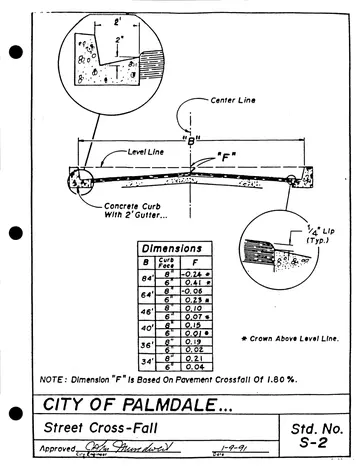 2'
2"
Center Line
"B"
Level Line
"F"
Concrete Curb
With 2' Gutter...
1/4" Lip
(Typ.)
Dimensions
B Curb Face F
84' 8" -0.24 *
6" 0.41 *
64' 8" -0.06
6" 0.23 *
46' 8" 0.10
6" 0.07 *
40' 8" 0.15
6" 0.01 *
36' 8" 0.19
6" 0.02
34' 8" 0.21
6" 0.04
* Crown Above Level Line.
NOTE: Dimension "F" Is Based On Pavement Crossfall Of 1.80 %.
CITY OF PALMDALE...
Street Cross-Fall
Std. No.
S-2
Approved
1-9-91
City Engineer
Date